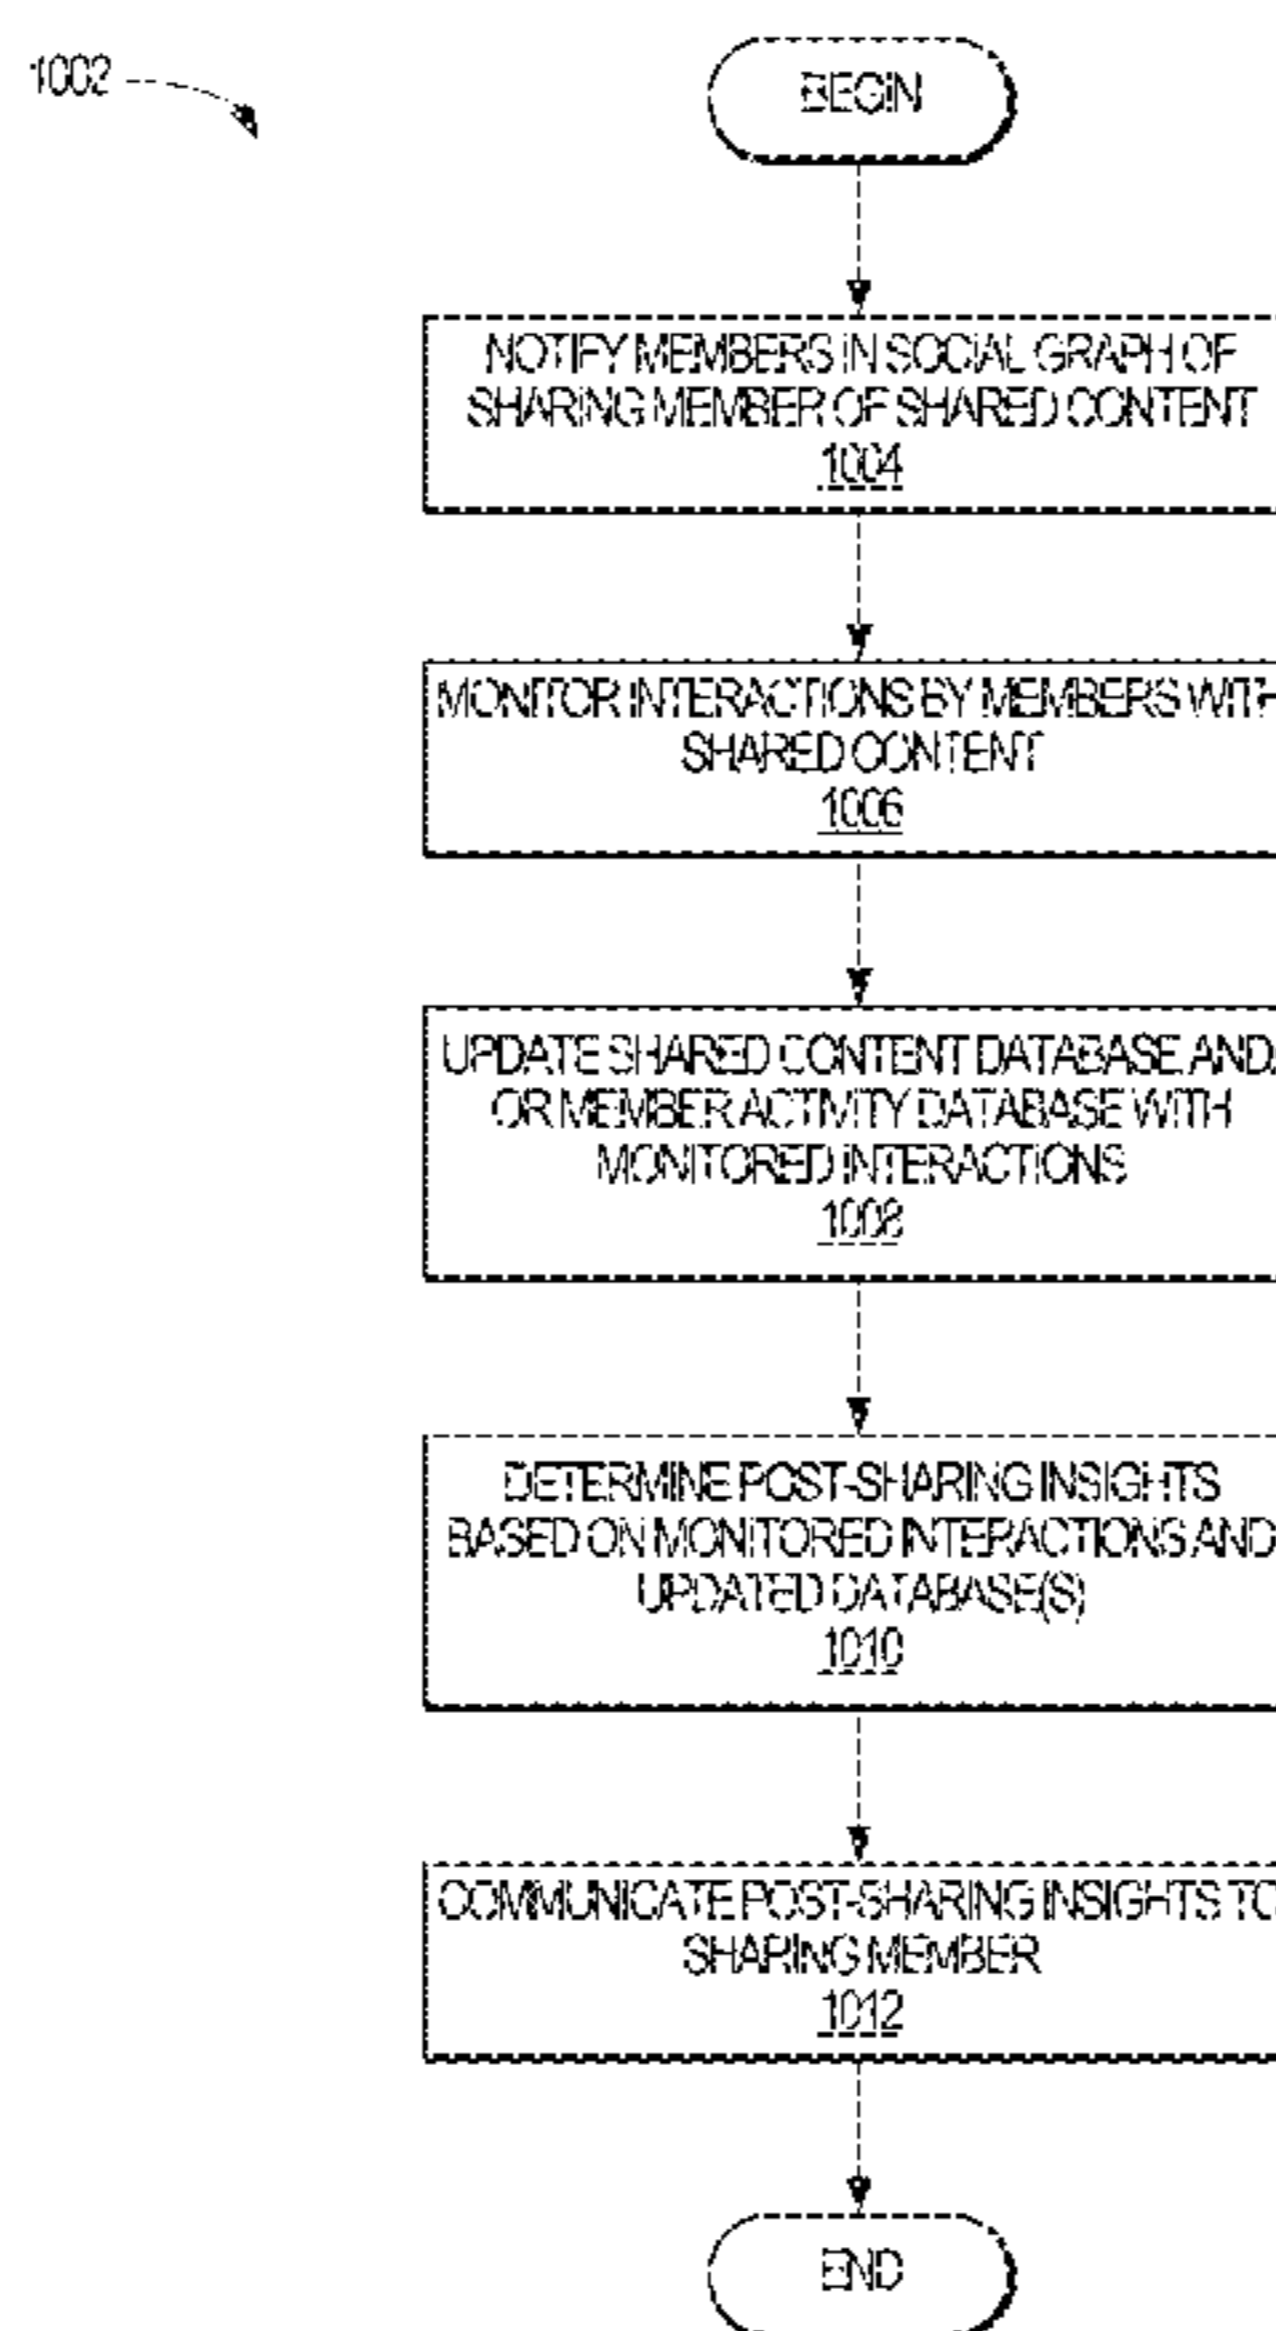 1002
BEGIN
NOTIFY MEMBERS IN SOCIAL GRAPH OF
SHARING MEMBER OF SHARED CONTENT
1004
MONITOR INTERACTIONS BY MEMBERS WITH
SHARED CONTENT
1006
UPDATE SHARED CONTENT DATABASE AND/
OR MEMBER ACTIVITY DATABASE WITH
MONITORED INTERACTIONS
1008
DETERMINE POST-SHARING INSIGHTS
BASED ON MONITORED INTERACTIONS AND
UPDATED DATABASE(S)
1010
COMMUNICATE POST-SHARING INSIGHTS TO
SHARING MEMBER
1012
END